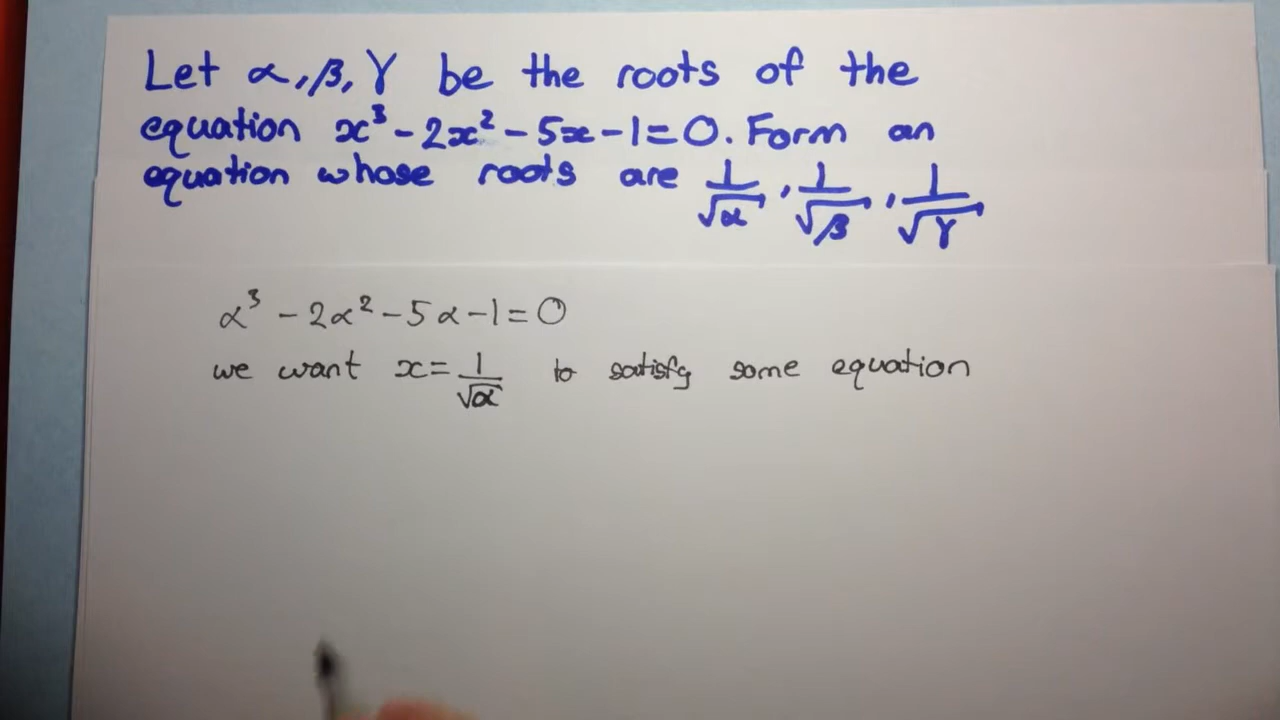 Let α, β, γ be the roots of the
equation x³ - 2x² - 5x - 1 = 0. Form an
equation whose roots are 1/√α, 1/√β, 1/√γ
α³ - 2α² - 5α - 1 = 0
we want x = 1/√α to satisfy some equation